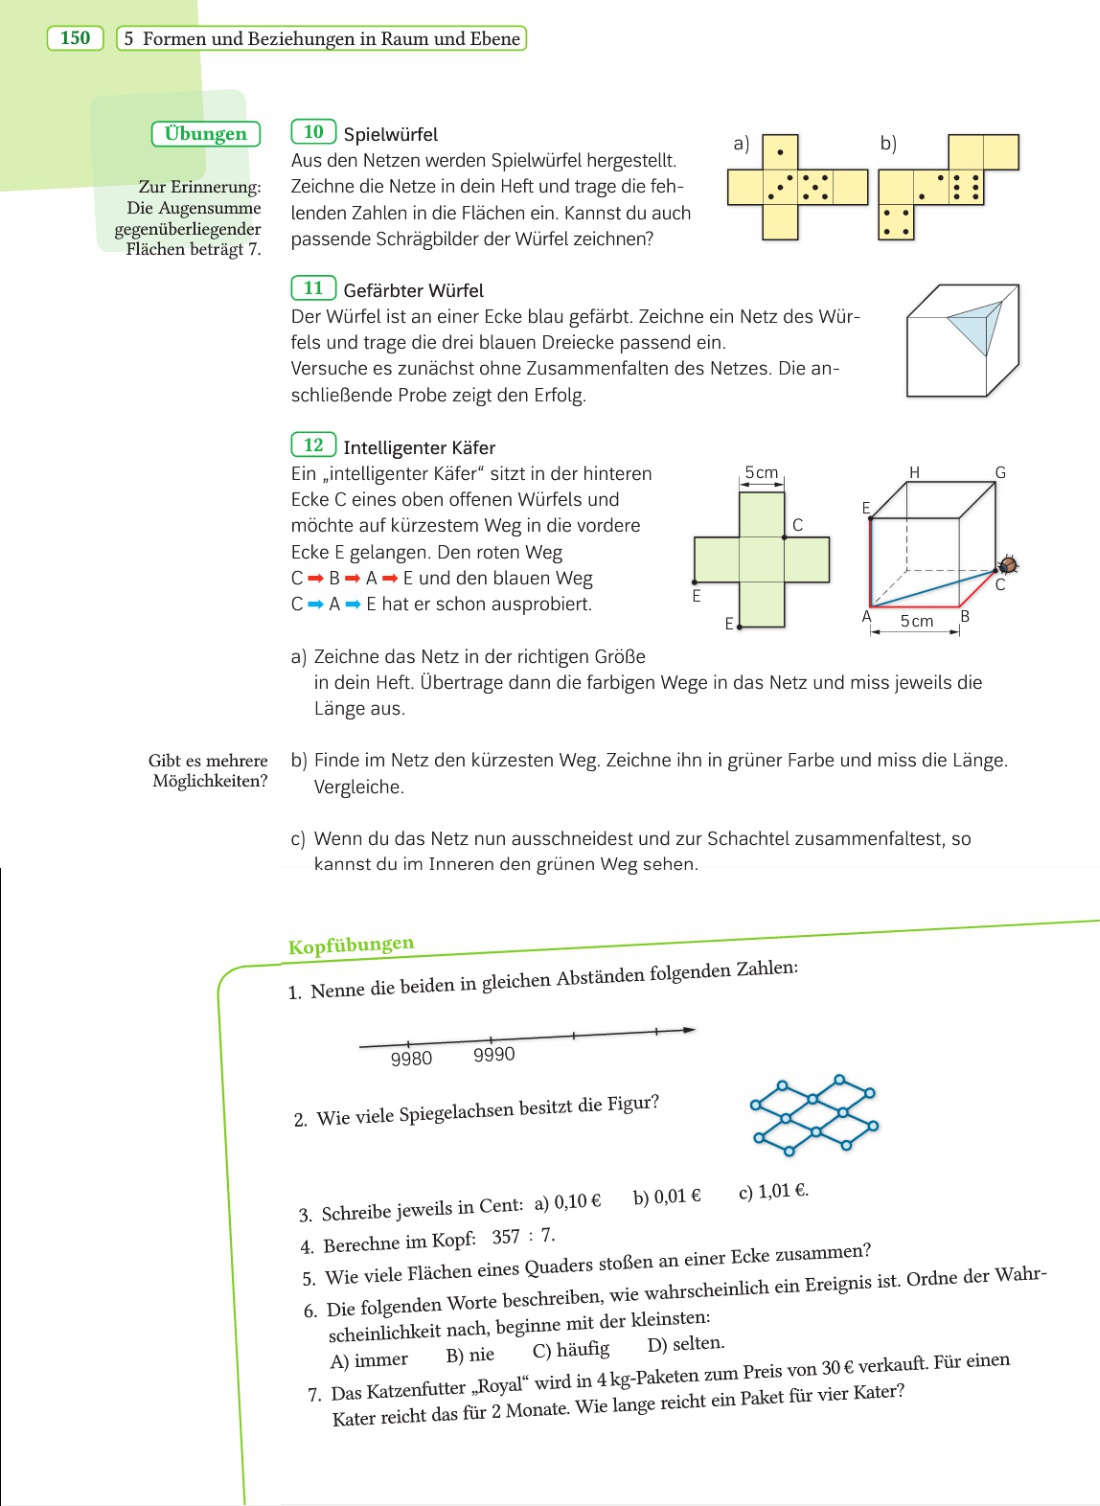 150 5 Formen und Beziehungen in Raum und Ebene
Übungen
Zur Erinnerung:
Die Augensumme
gegenüberliegender
Flächen beträgt 7.
10 Spielwürfel
Aus den Netzen werden Spielwürfel hergestellt.
Zeichne die Netze in dein Heft und trage die feh-
lenden Zahlen in die Flächen ein. Kannst du auch
passende Schrägbilder der Würfel zeichnen?
a) b)
11 Gefärbter Würfel
Der Würfel ist an einer Ecke blau gefärbt. Zeichne ein Netz des Wür-
fels und trage die drei blauen Dreiecke passend ein.
Versuche es zunächst ohne Zusammenfalten des Netzes. Die an-
schließende Probe zeigt den Erfolg.
12 Intelligenter Käfer
Ein „intelligenter Käfer“ sitzt in der hinteren
Ecke C eines oben offenen Würfels und
möchte auf kürzestem Weg in die vordere
Ecke E gelangen. Den roten Weg
C ➡ B ➡ A ➡ E und den blauen Weg
C ➡ A ➡ E hat er schon ausprobiert.
5 cm
C
E
E
H G
E
C
A B
5 cm
a) Zeichne das Netz in der richtigen Größe
in dein Heft. Übertrage dann die farbigen Wege in das Netz und miss jeweils die
Länge aus.
Gibt es mehrere
Möglichkeiten?
b) Finde im Netz den kürzesten Weg. Zeichne ihn in grüner Farbe und miss die Länge.
Vergleiche.
c) Wenn du das Netz nun ausschneidest und zur Schachtel zusammenfaltest, so
kannst du im Inneren den grünen Weg sehen.
Kopfübungen
1. Nenne die beiden in gleichen Abständen folgenden Zahlen:
9980 9990
2. Wie viele Spiegelachsen besitzt die Figur?
3. Schreibe jeweils in Cent: a) 0,10 € b) 0,01 € c) 1,01 €.
4. Berechne im Kopf: 357 : 7.
5. Wie viele Flächen eines Quaders stoßen an einer Ecke zusammen?
6. Die folgenden Worte beschreiben, wie wahrscheinlich ein Ereignis ist. Ordne der Wahr-
scheinlichkeit nach, beginne mit der kleinsten:
A) immer B) nie C) häufig D) selten.
7. Das Katzenfutter „Royal“ wird in 4 kg-Paketen zum Preis von 30 € verkauft. Für einen
Kater reicht das für 2 Monate. Wie lange reicht ein Paket für vier Kater?